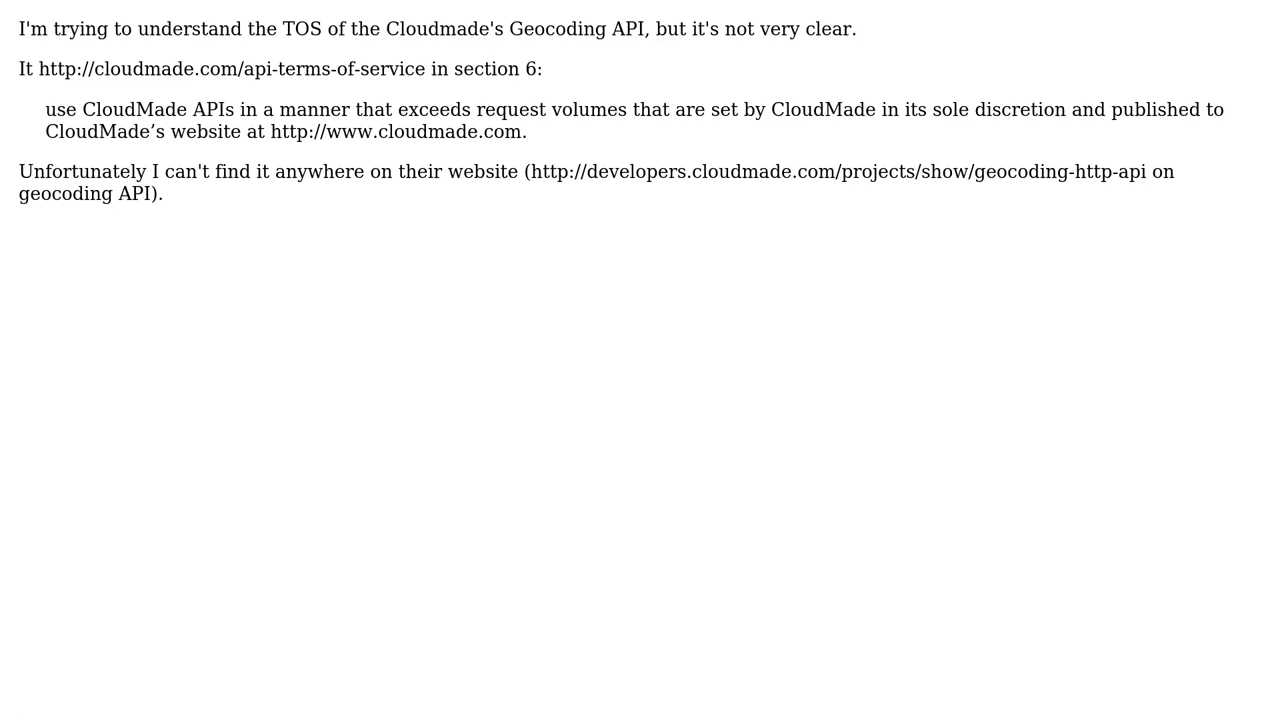 I'm trying to understand the TOS of the Cloudmade's Geocoding API, but it's not very clear.
It http://cloudmade.com/api-terms-of-service in section 6:
use CloudMade APIs in a manner that exceeds request volumes that are set by CloudMade in its sole discretion and published to
CloudMade’s website at http://www.cloudmade.com.
Unfortunately I can't find it anywhere on their website (http://developers.cloudmade.com/projects/show/geocoding-http-api on
geocoding API).